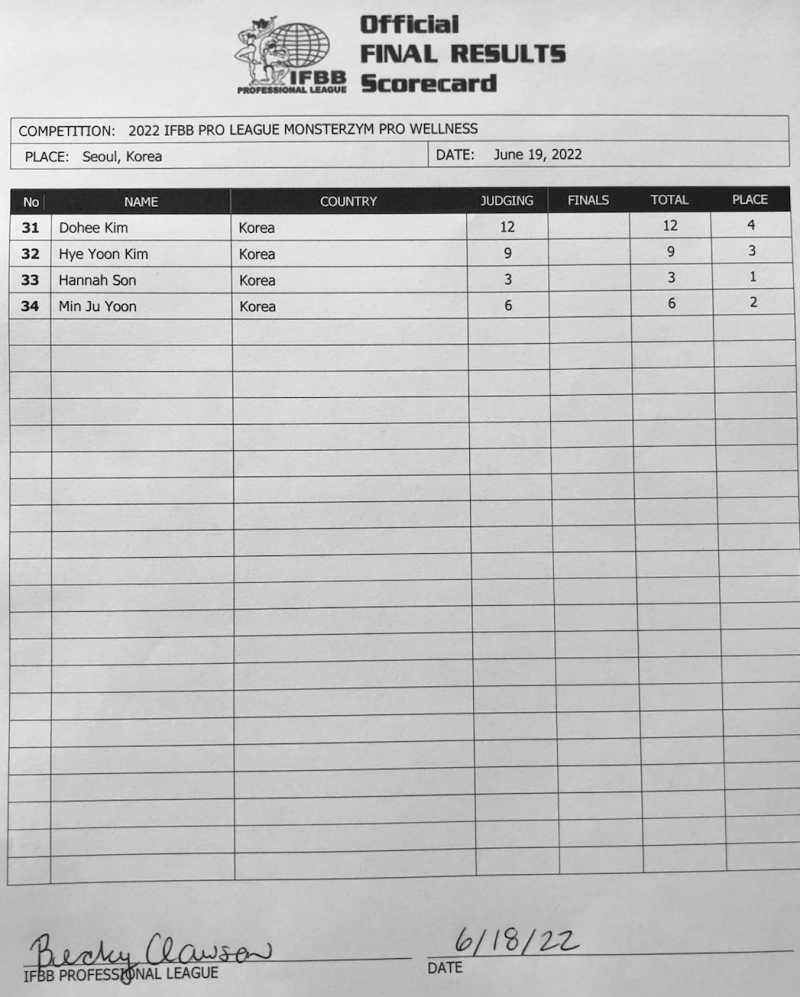 Official
FINAL RESULTS
Scorecard
IFBB
PROFESSIONAL LEAGUE
COMPETITION: 2022 IFBB PRO LEAGUE MONSTERZYM PRO WELLNESS
PLACE: Seoul, Korea DATE: June 19, 2022
No NAME COUNTRY JUDGING FINALS TOTAL PLACE
31 Dohee Kim Korea 12 12 4
32 Hye Yoon Kim Korea 9 9 3
33 Hannah Son Korea 3 3 1
34 Min Ju Yoon Korea 6 6 2
Becky Clawson 6/18/22
IFBB PROFESSIONAL LEAGUE DATE